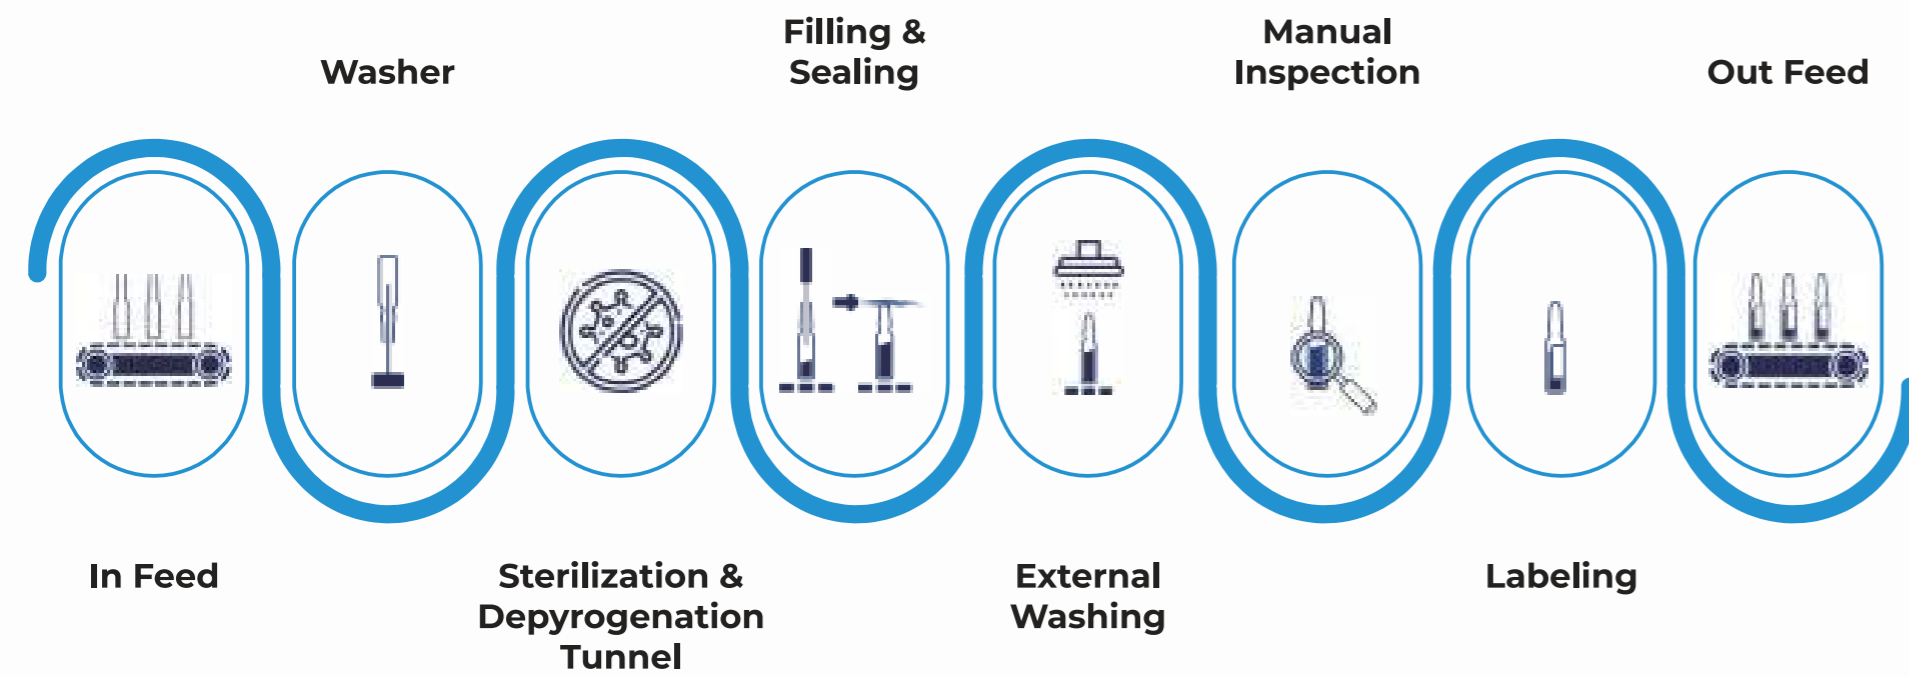 In Feed
Washer
Sterilization &
Depyrogenation
Tunnel
Filling &
Sealing
External
Washing
Manual
Inspection
Labeling
Out Feed